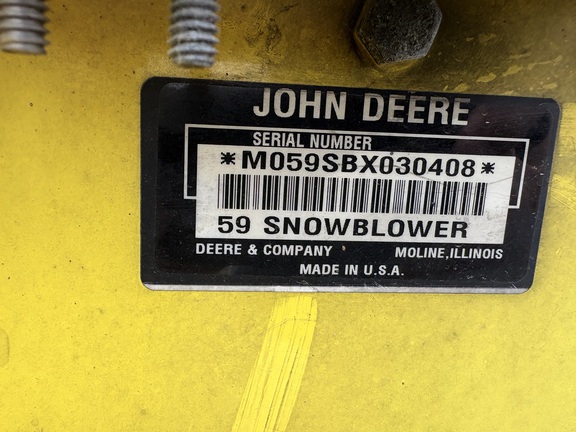 JOHN DEERE
SERIAL NUMBER
*M059SBX030408*
59 SNOWBLOWER
DEERE & COMPANY MOLINE, ILLINOIS
MADE IN U.S.A.